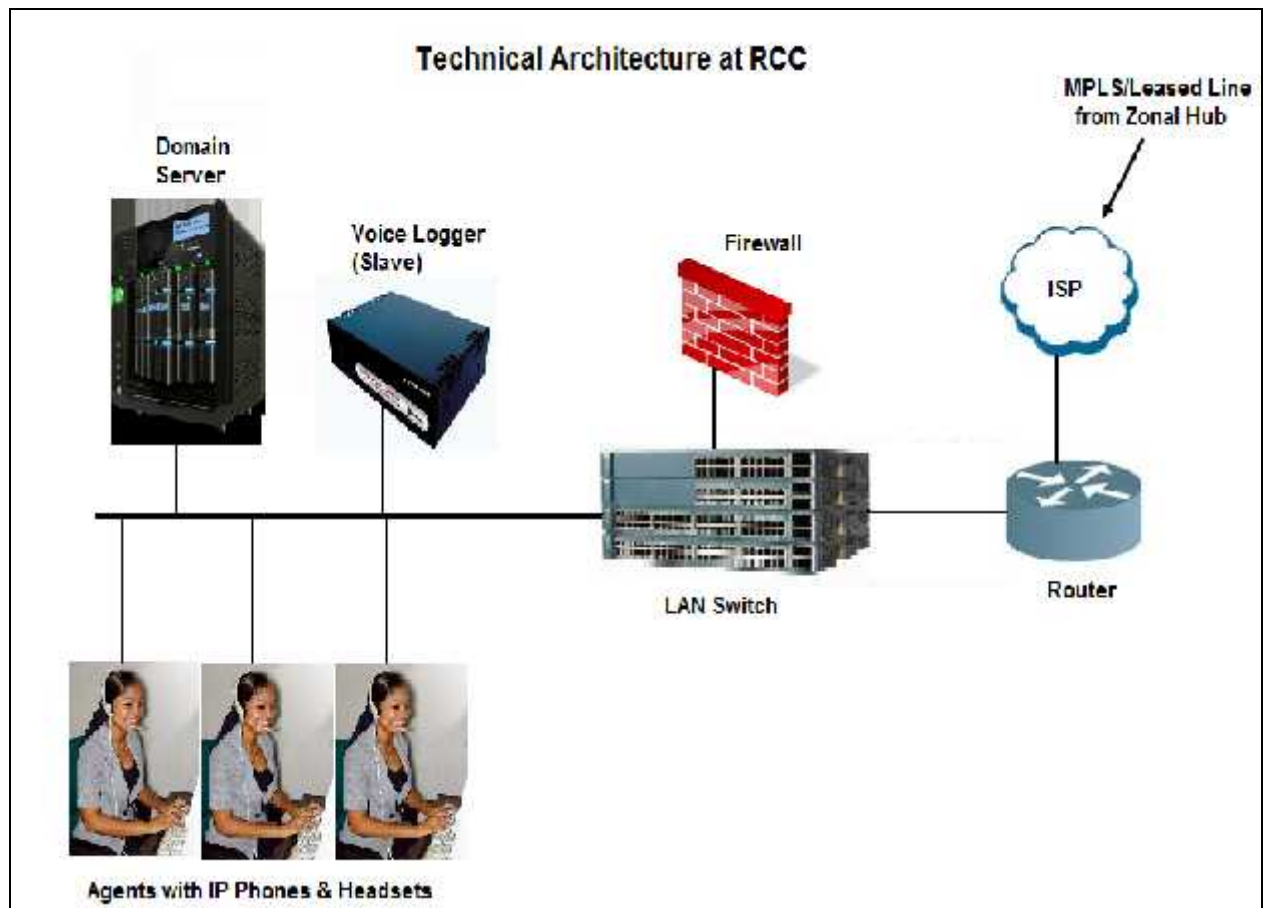 Technical Architecture at RCC
MPLS/Leased Line
from Zonal Hub
Domain
Server
Voice Logger
(Slave)
Firewall
ISP
LAN Switch
Router
Agents with IP Phones & Headsets